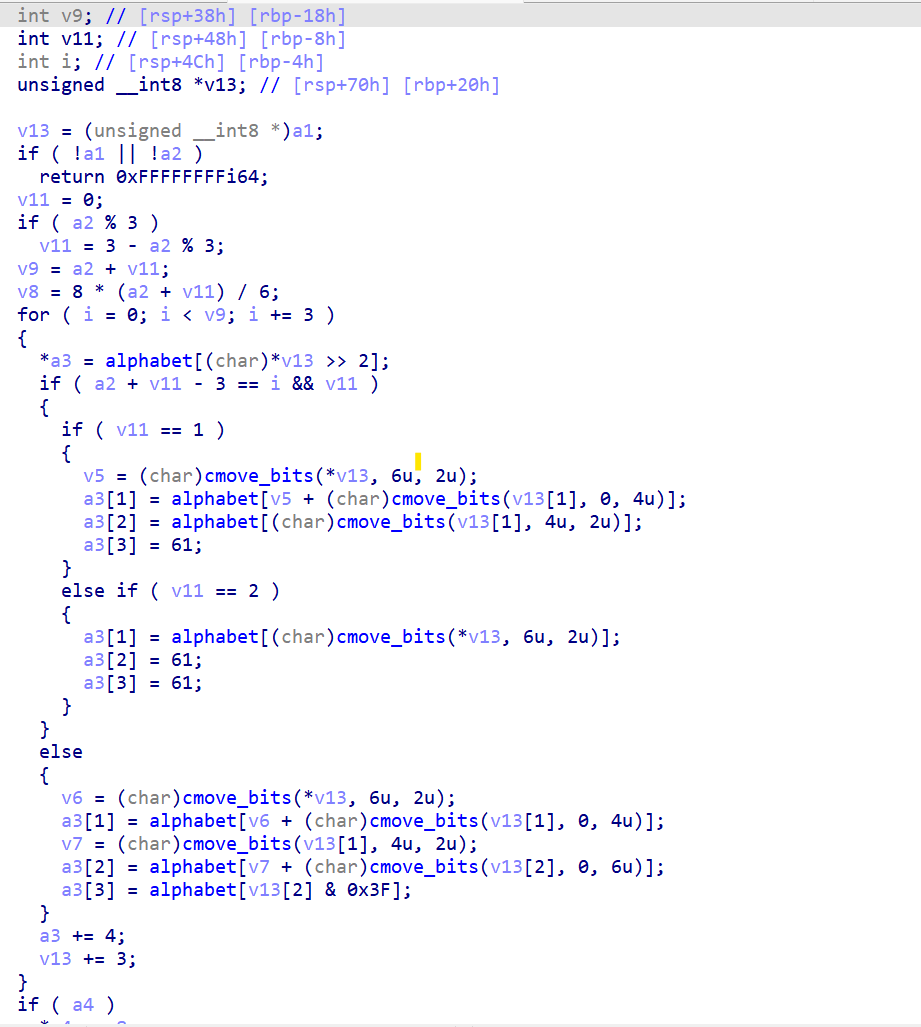 int v9; // [rsp+38h] [rbp-18h]
int v11; // [rsp+48h] [rbp-8h]
int i; // [rsp+4Ch] [rbp-4h]
unsigned __int8 *v13; // [rsp+70h] [rbp+20h]
v13 = (unsigned __int8 *)a1;
if ( !a1 || !a2 )
return 0xFFFFFFFFi64;
v11 = 0;
if ( a2 % 3 )
v11 = 3 - a2 % 3;
v9 = a2 + v11;
v8 = 8 * (a2 + v11) / 6;
for ( i = 0; i < v9; i += 3 )
{
*a3 = alphabet[(char)*v13 >> 2];
if ( a2 + v11 - 3 == i && v11 )
{
if ( v11 == 1 )
{
v5 = (char)cmove_bits(*v13, 6u, 2u);
a3[1] = alphabet[v5 + (char)cmove_bits(v13[1], 0, 4u)];
a3[2] = alphabet[(char)cmove_bits(v13[1], 4u, 2u)];
a3[3] = 61;
}
else if ( v11 == 2 )
{
a3[1] = alphabet[(char)cmove_bits(*v13, 6u, 2u)];
a3[2] = 61;
a3[3] = 61;
}
}
else
{
v6 = (char)cmove_bits(*v13, 6u, 2u);
a3[1] = alphabet[v6 + (char)cmove_bits(v13[1], 0, 4u)];
v7 = (char)cmove_bits(v13[1], 4u, 2u);
a3[2] = alphabet[v7 + (char)cmove_bits(v13[2], 0, 6u)];
a3[3] = alphabet[v13[2] & 0x3F];
}
a3 += 4;
v13 += 3;
}
if ( a4 )